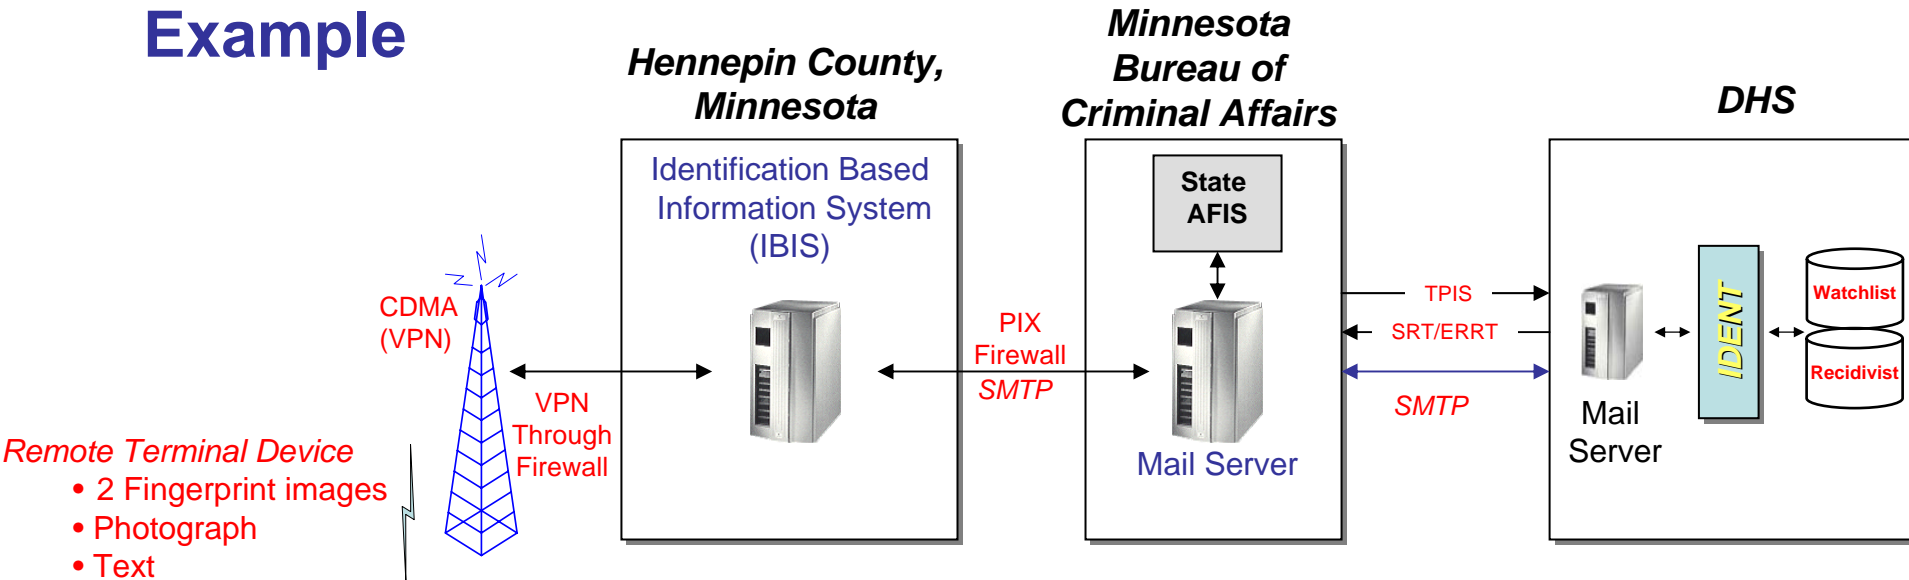 Example
Hennepin County,
Minnesota
Minnesota
Bureau of
Criminal Affairs
DHS
Identification Based
Information System
(IBIS)
State
AFIS
CDMA
(VPN)
VPN
Through
Firewall
PIX
Firewall
SMTP
Mail Server
TPIS
SRT/ERRT
SMTP
Mail
Server
IDENT
Watchlist
Recidivist
Remote Terminal Device
• 2 Fingerprint images
• Photograph
• Text